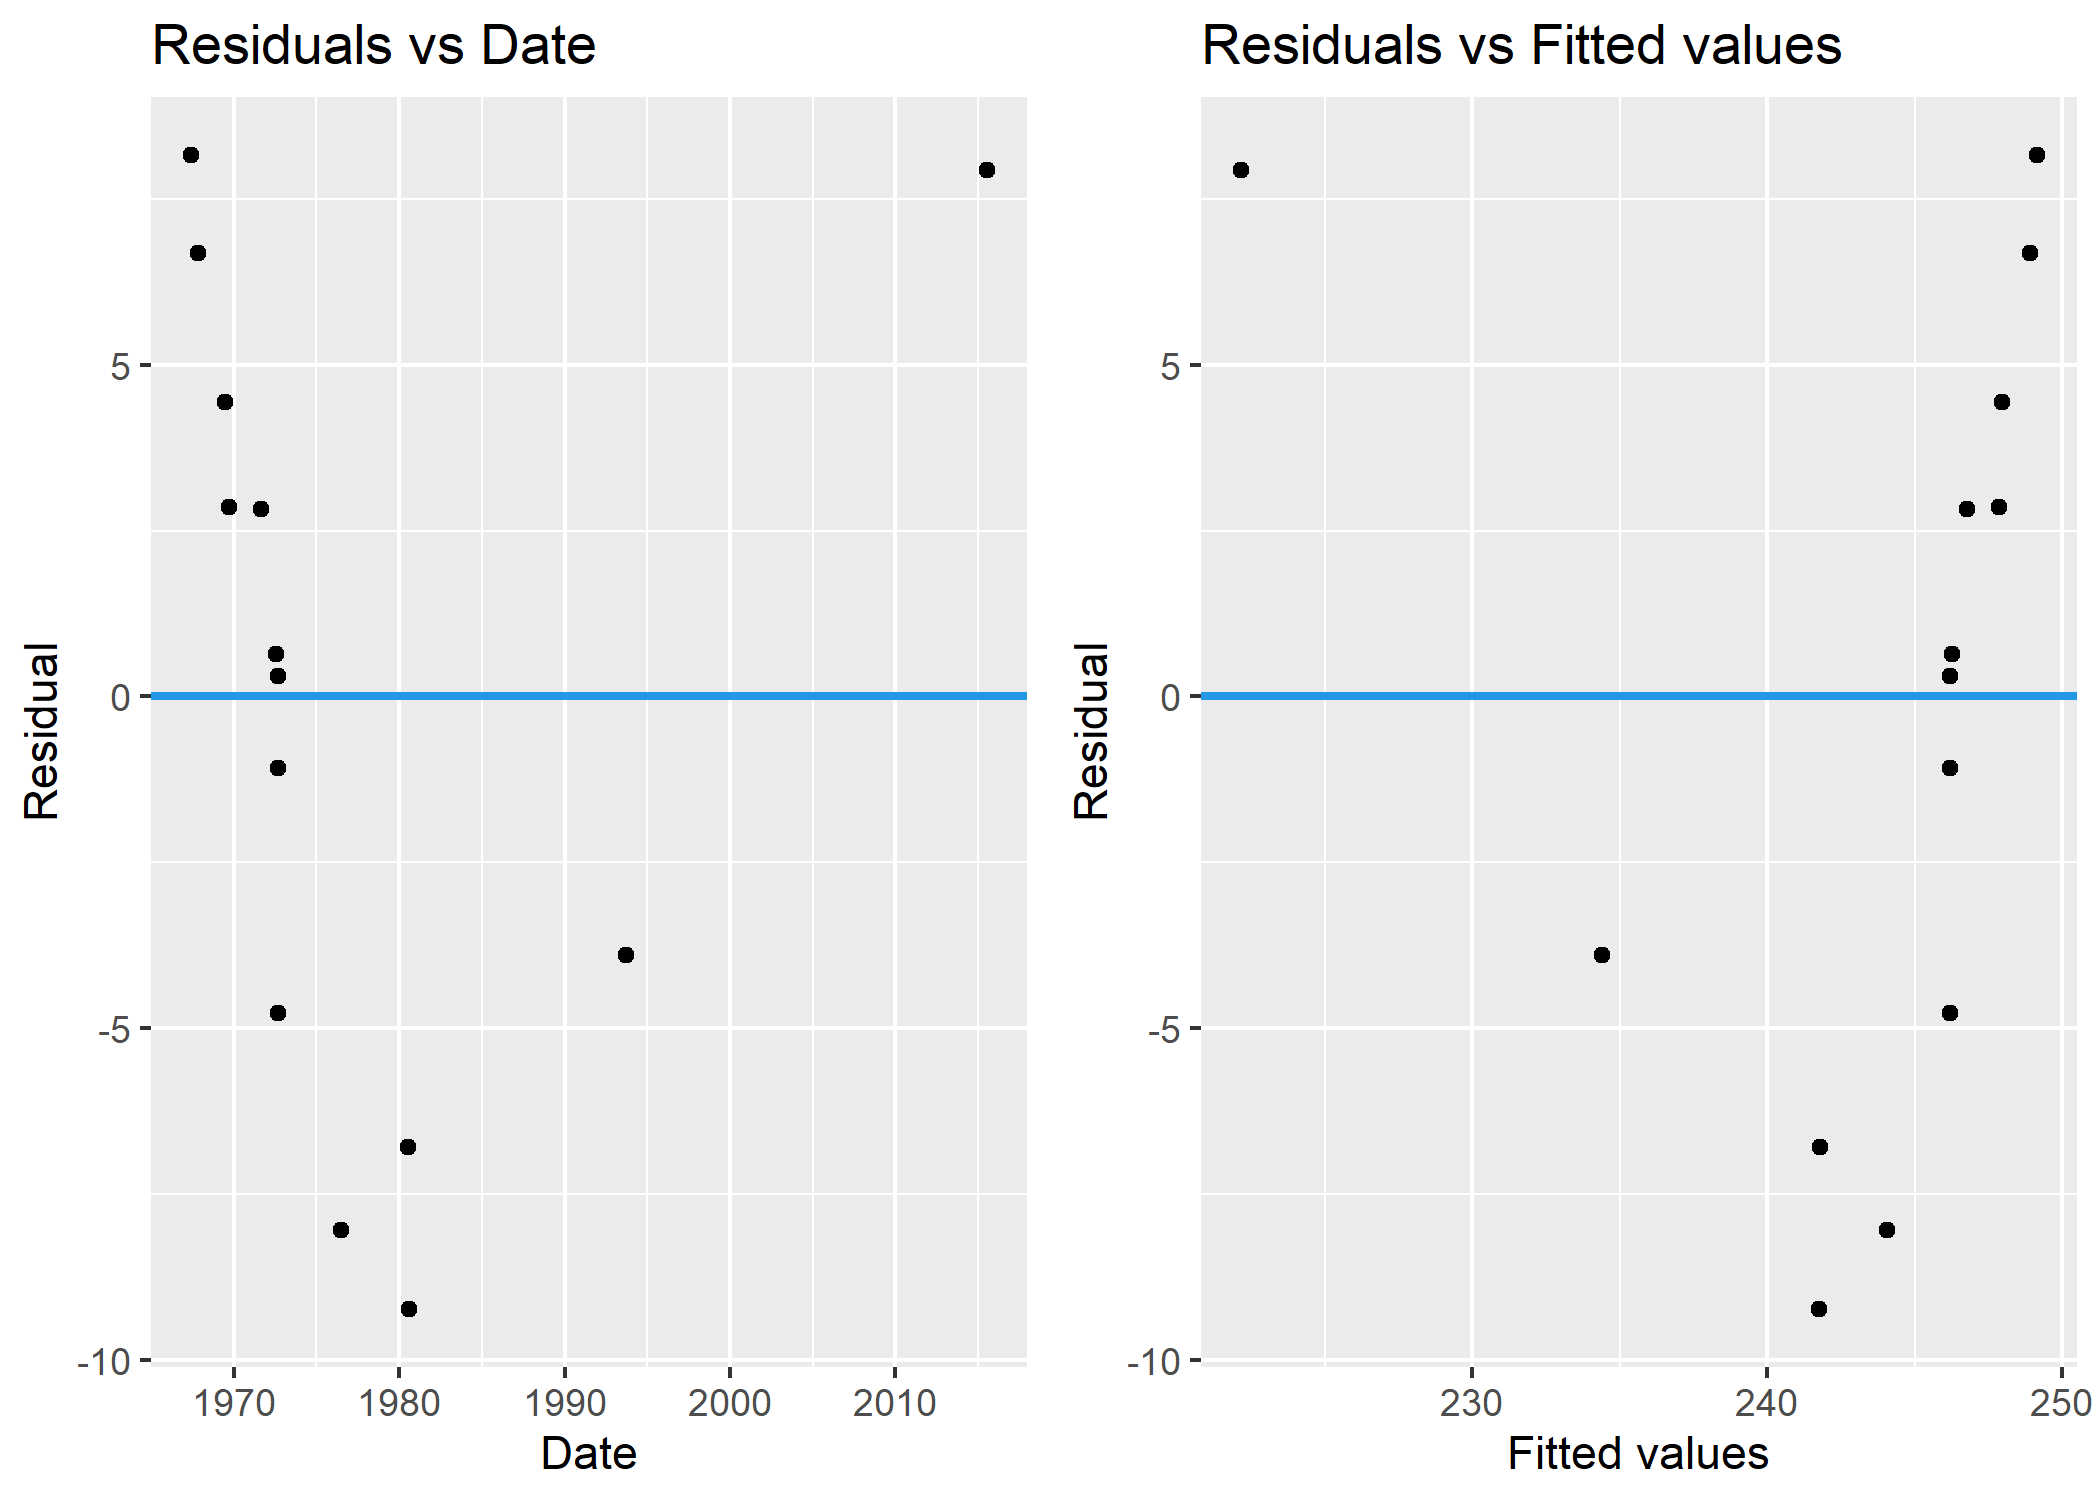 Residuals vs Date
Residual
5
0
-5
-10
1970 1980 1990 2000 2010
Date
Residuals vs Fitted values
Residual
5
0
-5
-10
230 240 250
Fitted values